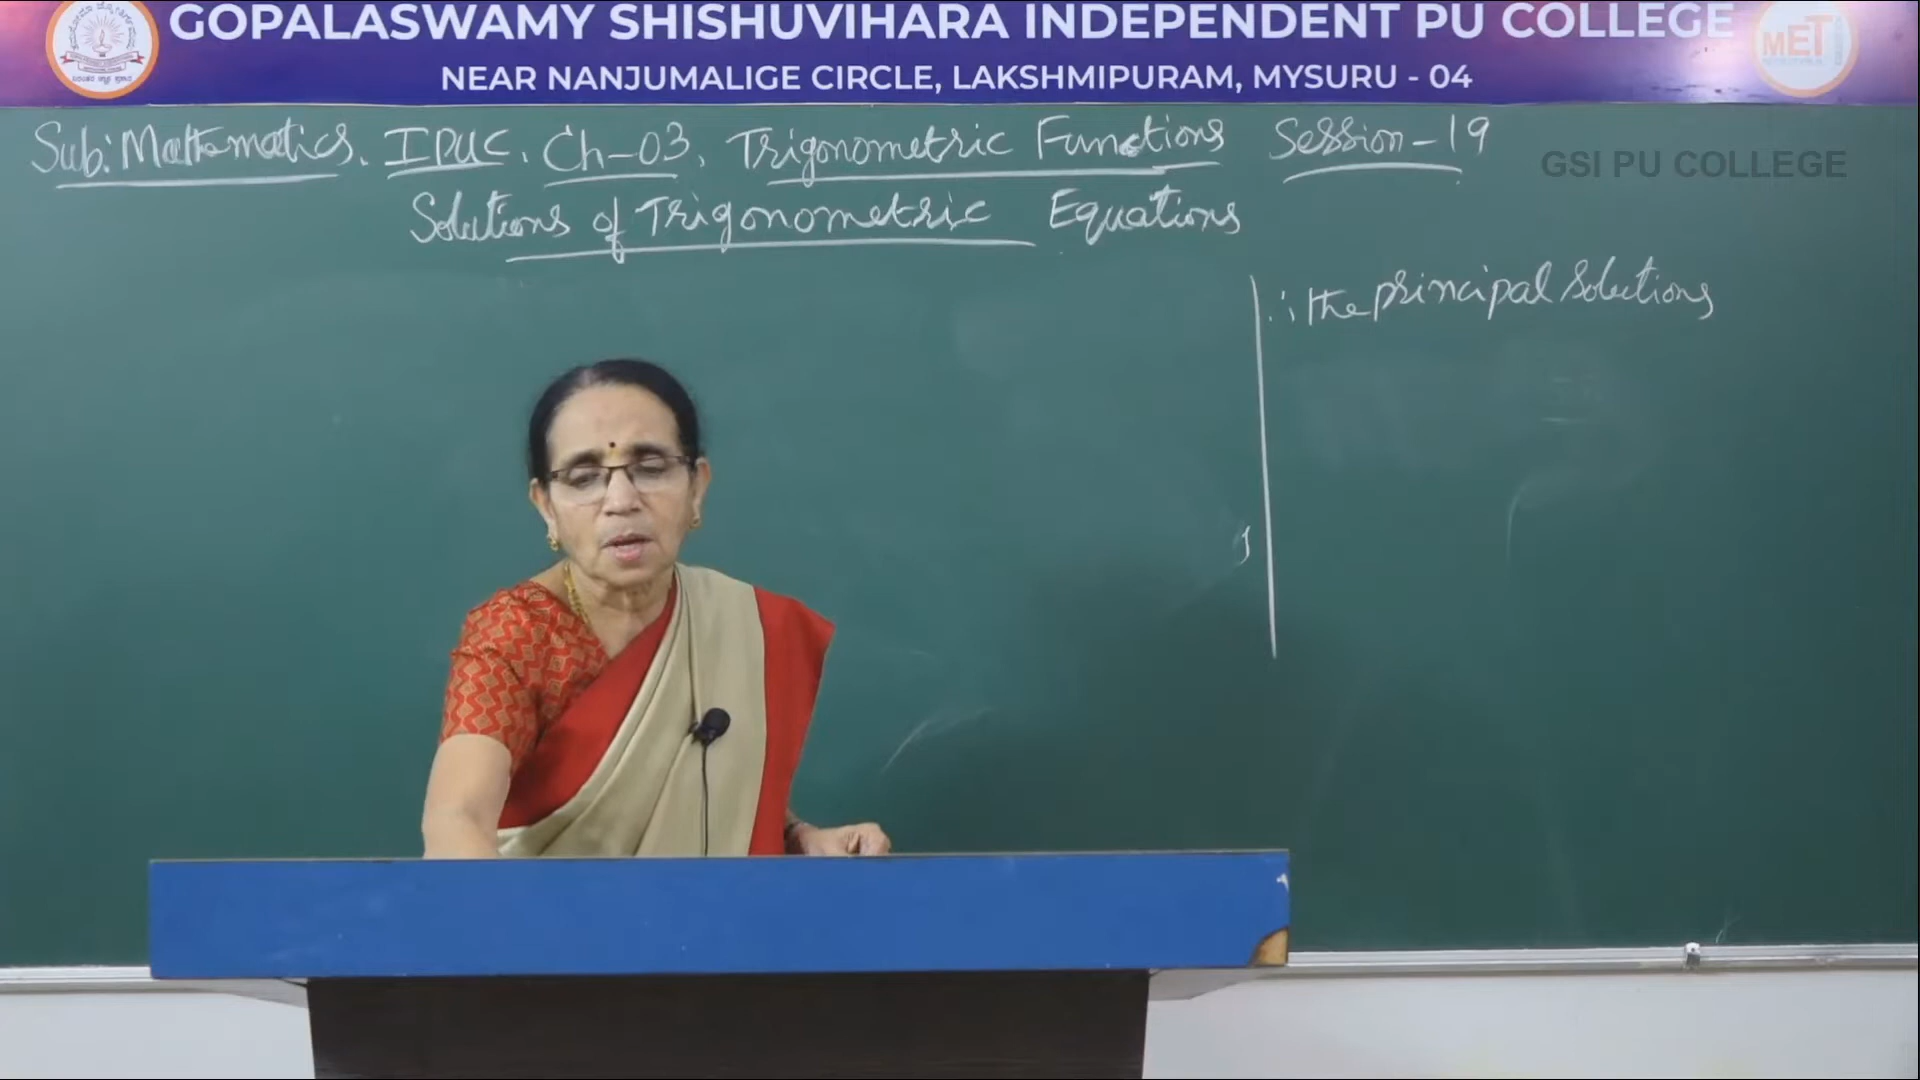 GOPALASWAMY SHISHUVIHARA INDEPENDENT PU COLLEGE
NEAR NANJUMALIGE CIRCLE, LAKSHMIPURAM, MYSURU - 04
MET
Sub: Mathematics. I PUC. Ch-03. Trigonometric Functions Session-19
GSI PU COLLEGE
Solutions of Trigonometric Equations
∴ the principal solutions